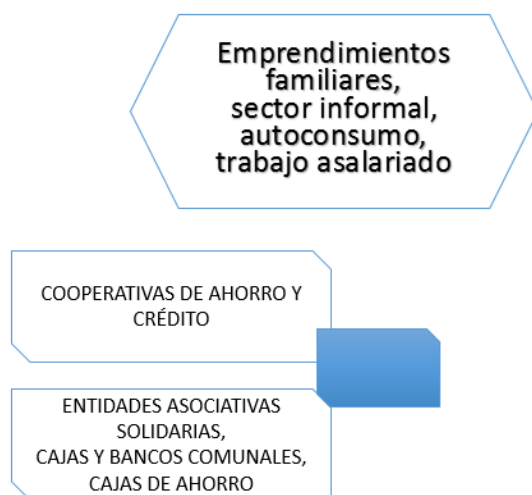 Emprendimientos
familiares,
sector informal,
autoconsumo,
trabajo asalariado
COOPERATIVAS DE AHORRO Y
CRÉDITO
ENTIDADES ASOCIATIVAS
SOLIDARIAS,
CAJAS Y BANCOS COMUNALES,
CAJAS DE AHORRO